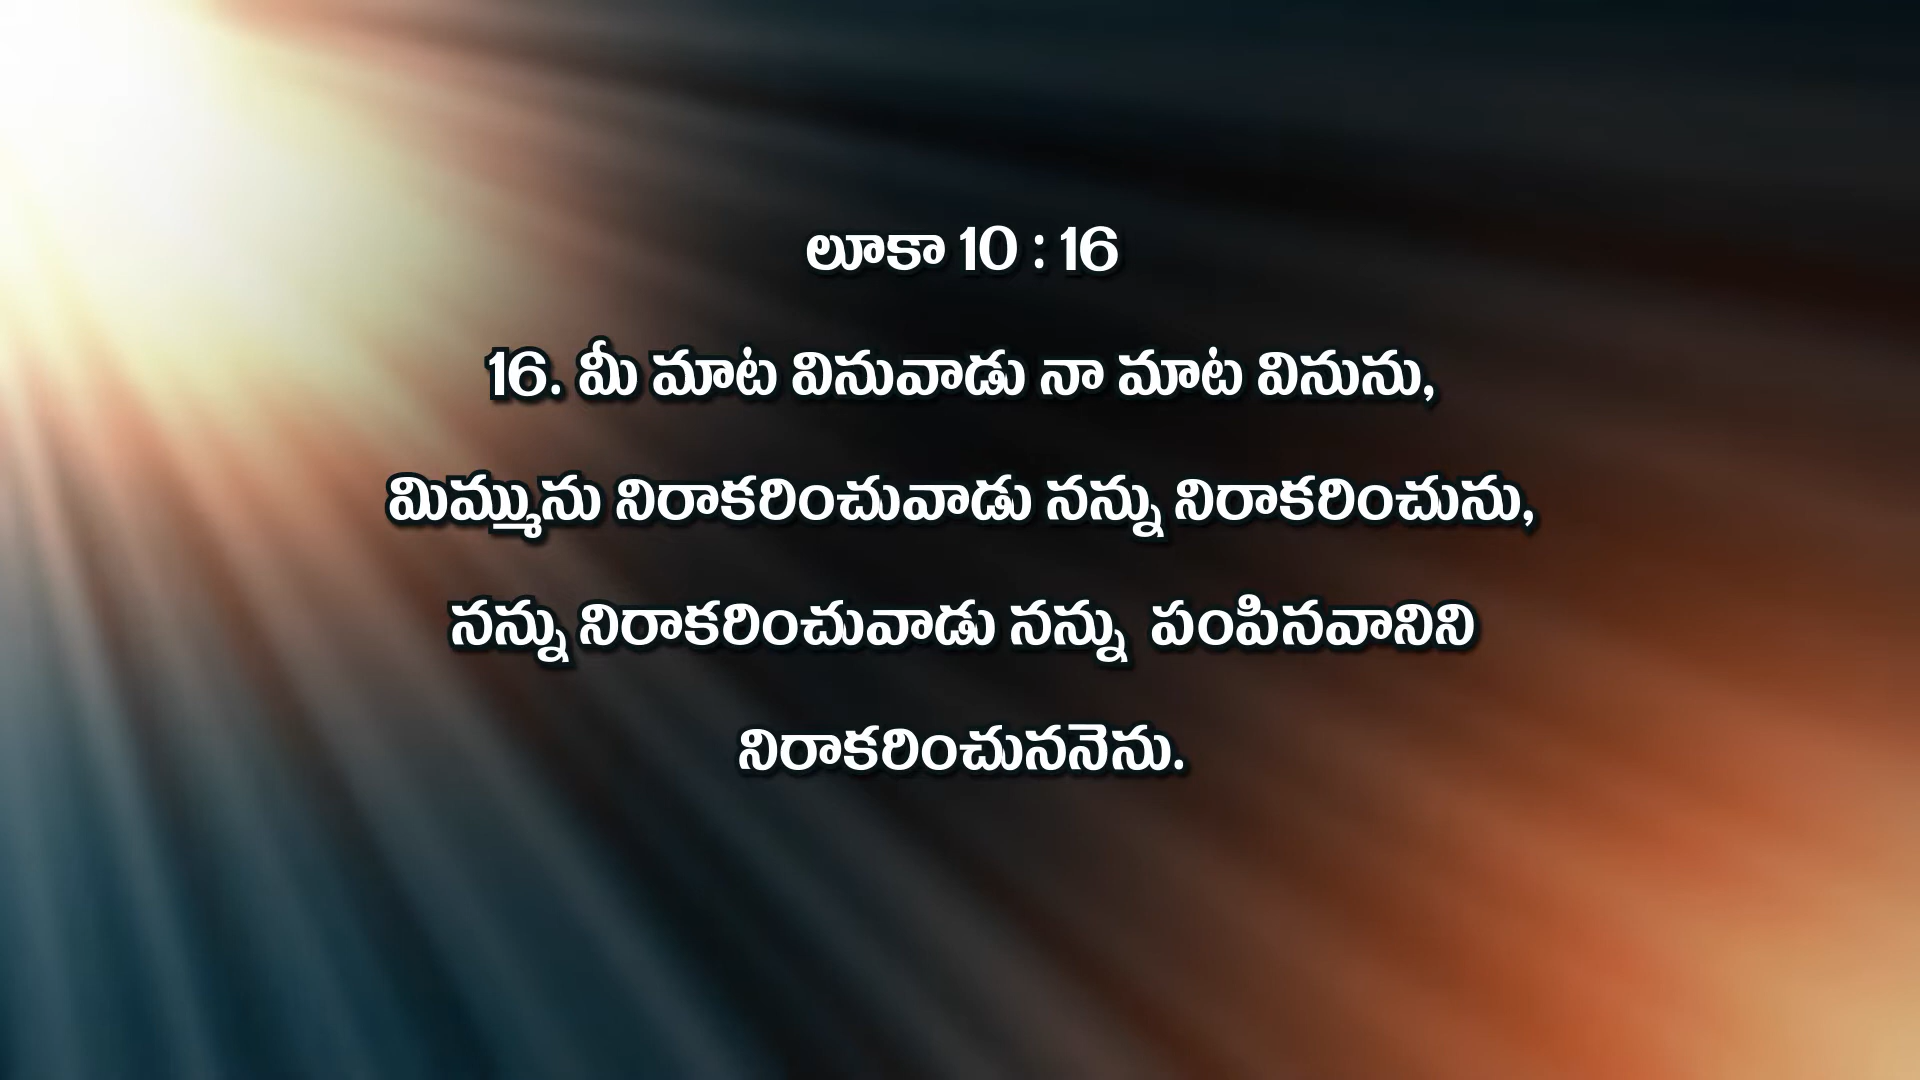 లూకా 10 : 16
16. మీ మాట వినువాడు నా మాట వినును,
మిమ్మును నిరాకరించువాడు నన్ను నిరాకరించును,
నన్ను నిరాకరించువాడు నన్ను  పంపినవానిని
నిరాకరించుననెను.